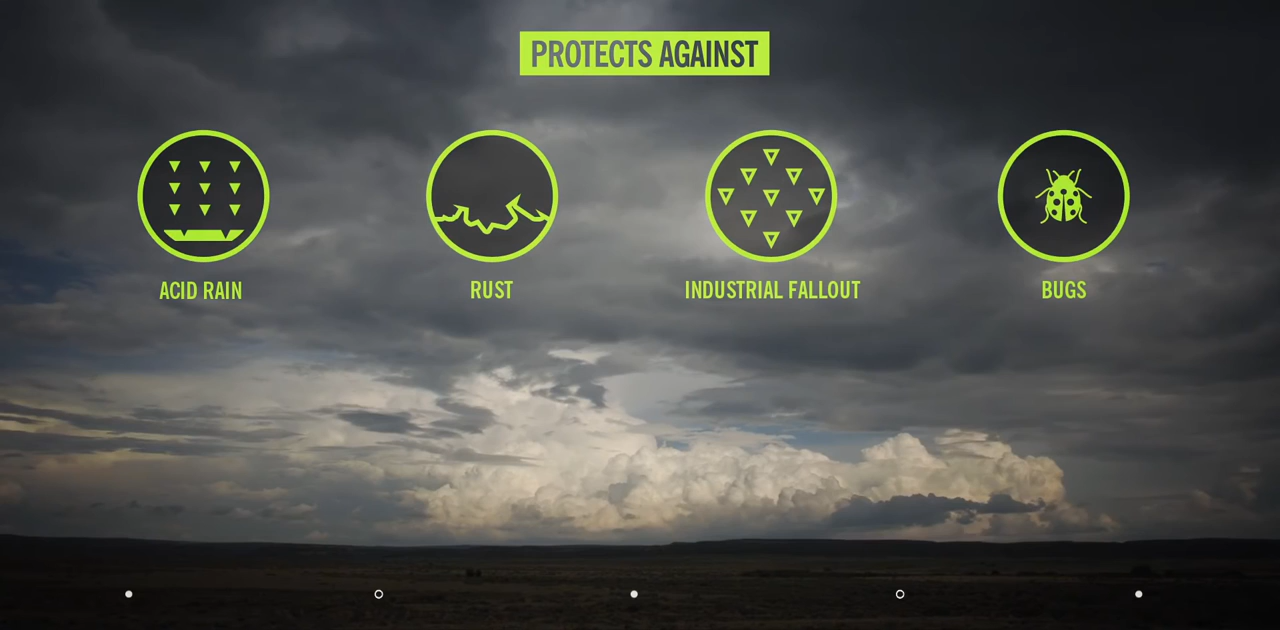 PROTECTS AGAINST
ACID RAIN
RUST
INDUSTRIAL FALLOUT
BUGS